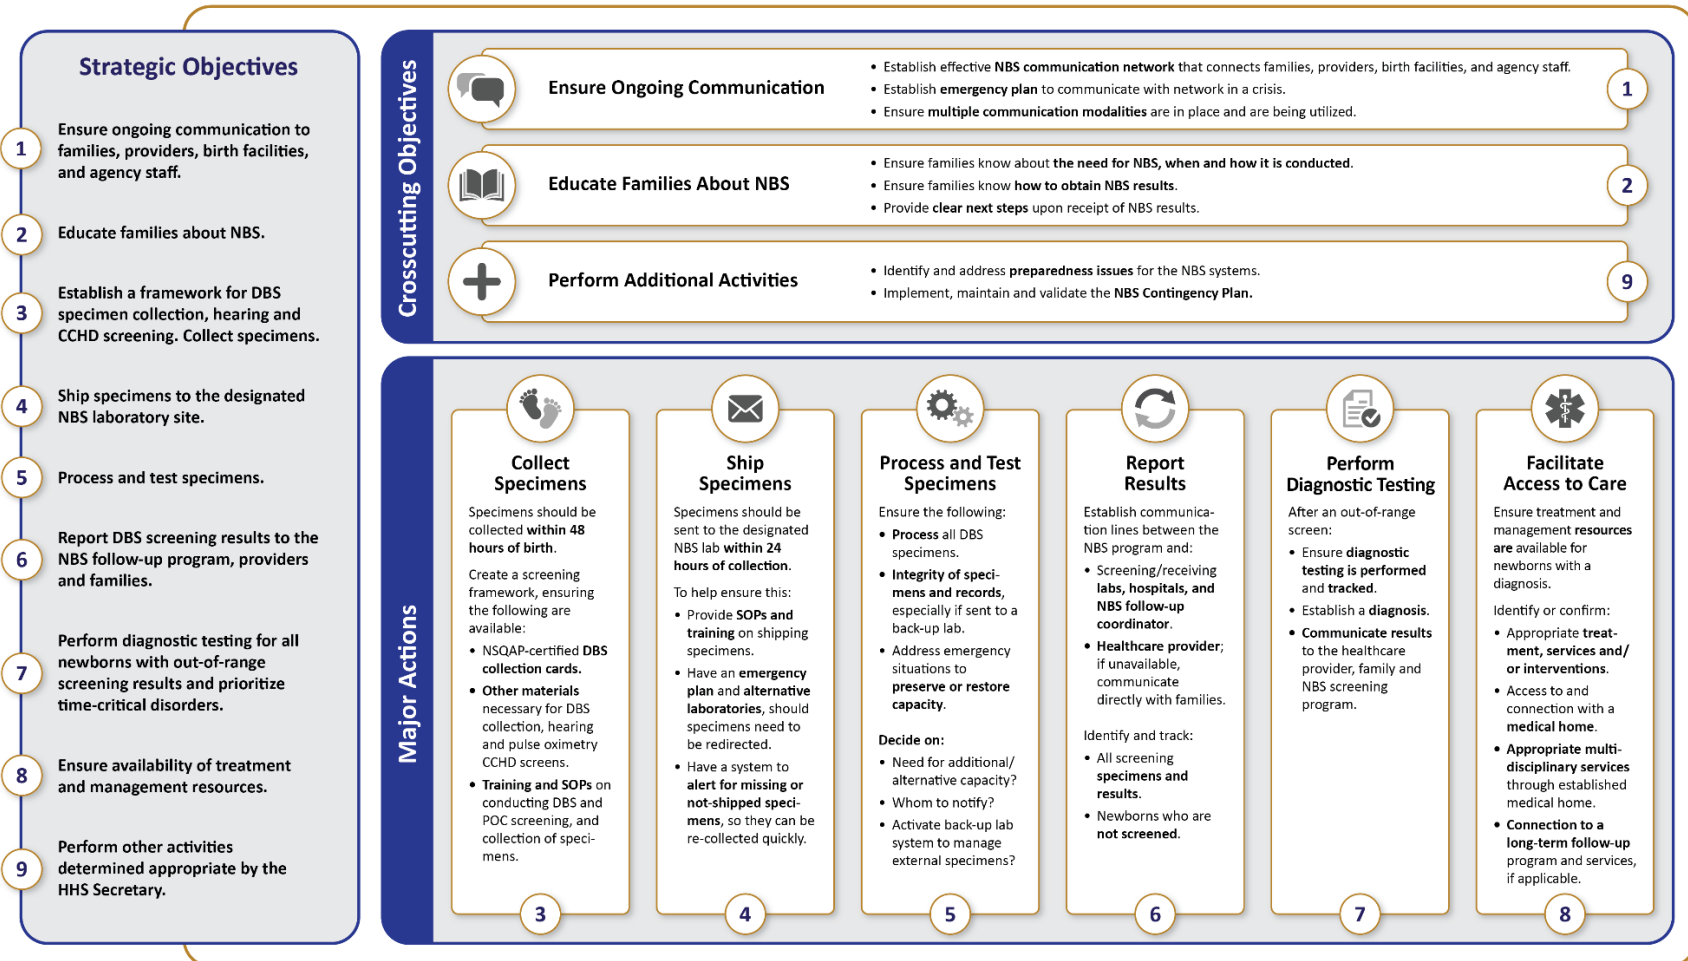 Strategic Objectives
1
Ensure ongoing communication to
families, providers, birth facilities,
and agency staff.
2
Educate families about NBS.
3
Establish a framework for DBS
specimen collection, hearing and
CCHD screening. Collect specimens.
4
Ship specimens to the designated
NBS laboratory site.
5
Process and test specimens.
6
Report DBS screening results to the
NBS follow-up program, providers
and families.
7
Perform diagnostic testing for all
newborns with out-of-range
screening results and prioritize
time-critical disorders.
8
Ensure availability of treatment
and management resources.
9
Perform other activities
determined appropriate by the
HHS Secretary.
Crosscutting Objectives
Ensure Ongoing Communication
• Establish effective NBS communication network that connects families, providers, birth facilities, and agency staff.
• Establish emergency plan to communicate with network in a crisis.
• Ensure multiple communication modalities are in place and are being utilized.
1
Educate Families About NBS
• Ensure families know about the need for NBS, when and how it is conducted.
• Ensure families know how to obtain NBS results.
• Provide clear next steps upon receipt of NBS results.
2
Perform Additional Activities
• Identify and address preparedness issues for the NBS systems.
• Implement, maintain and validate the NBS Contingency Plan.
9
Major Actions
Collect
Specimens
Specimens should be
collected within 48
hours of birth.
Create a screening
framework, ensuring
the following are
available:
• NSQAP-certified DBS
collection cards.
• Other materials
necessary for DBS
collection, hearing
and pulse oximetry
CCHD screens.
• Training and SOPs on
conducting DBS and
POC screening, and
collection of speci-
mens.
3
Ship
Specimens
Specimens should be
sent to the designated
NBS lab within 24
hours of collection.
To help ensure this:
• Provide SOPs and
training on shipping
specimens.
• Have an emergency
plan and alternative
laboratories, should
specimens need to
be redirected.
• Have a system to
alert for missing or
not-shipped speci-
mens, so they can be
re-collected quickly.
4
Process and Test
Specimens
Ensure the following:
• Process all DBS
specimens.
• Integrity of speci-
mens and records,
especially if sent to a
back-up lab.
• Address emergency
situations to
preserve or restore
capacity.
Decide on:
• Need for additional/
alternative capacity?
• Whom to notify?
• Activate back-up lab
system to manage
external specimens?
5
Report
Results
Establish communica-
tion lines between the
NBS program and:
• Screening/receiving
labs, hospitals, and
NBS follow-up
coordinator.
• Healthcare provider;
if unavailable,
communicate
directly with families.
Identify and track:
• All screening
specimens and
results.
• Newborns who are
not screened.
6
Perform
Diagnostic Testing
After an out-of-range
screen:
• Ensure diagnostic
testing is performed
and tracked.
• Establish a diagnosis.
• Communicate results
to the healthcare
provider, family and
NBS screening
program.
7
Facilitate
Access to Care
Ensure treatment and
management resources
are available for
newborns with a
diagnosis.
Identify or confirm:
• Appropriate treat-
ment, services and/
or interventions.
• Access to and
connection with a
medical home.
• Appropriate multi-
disciplinary services
through established
medical home.
• Connection to a
long-term follow-up
program and services,
if applicable.
8